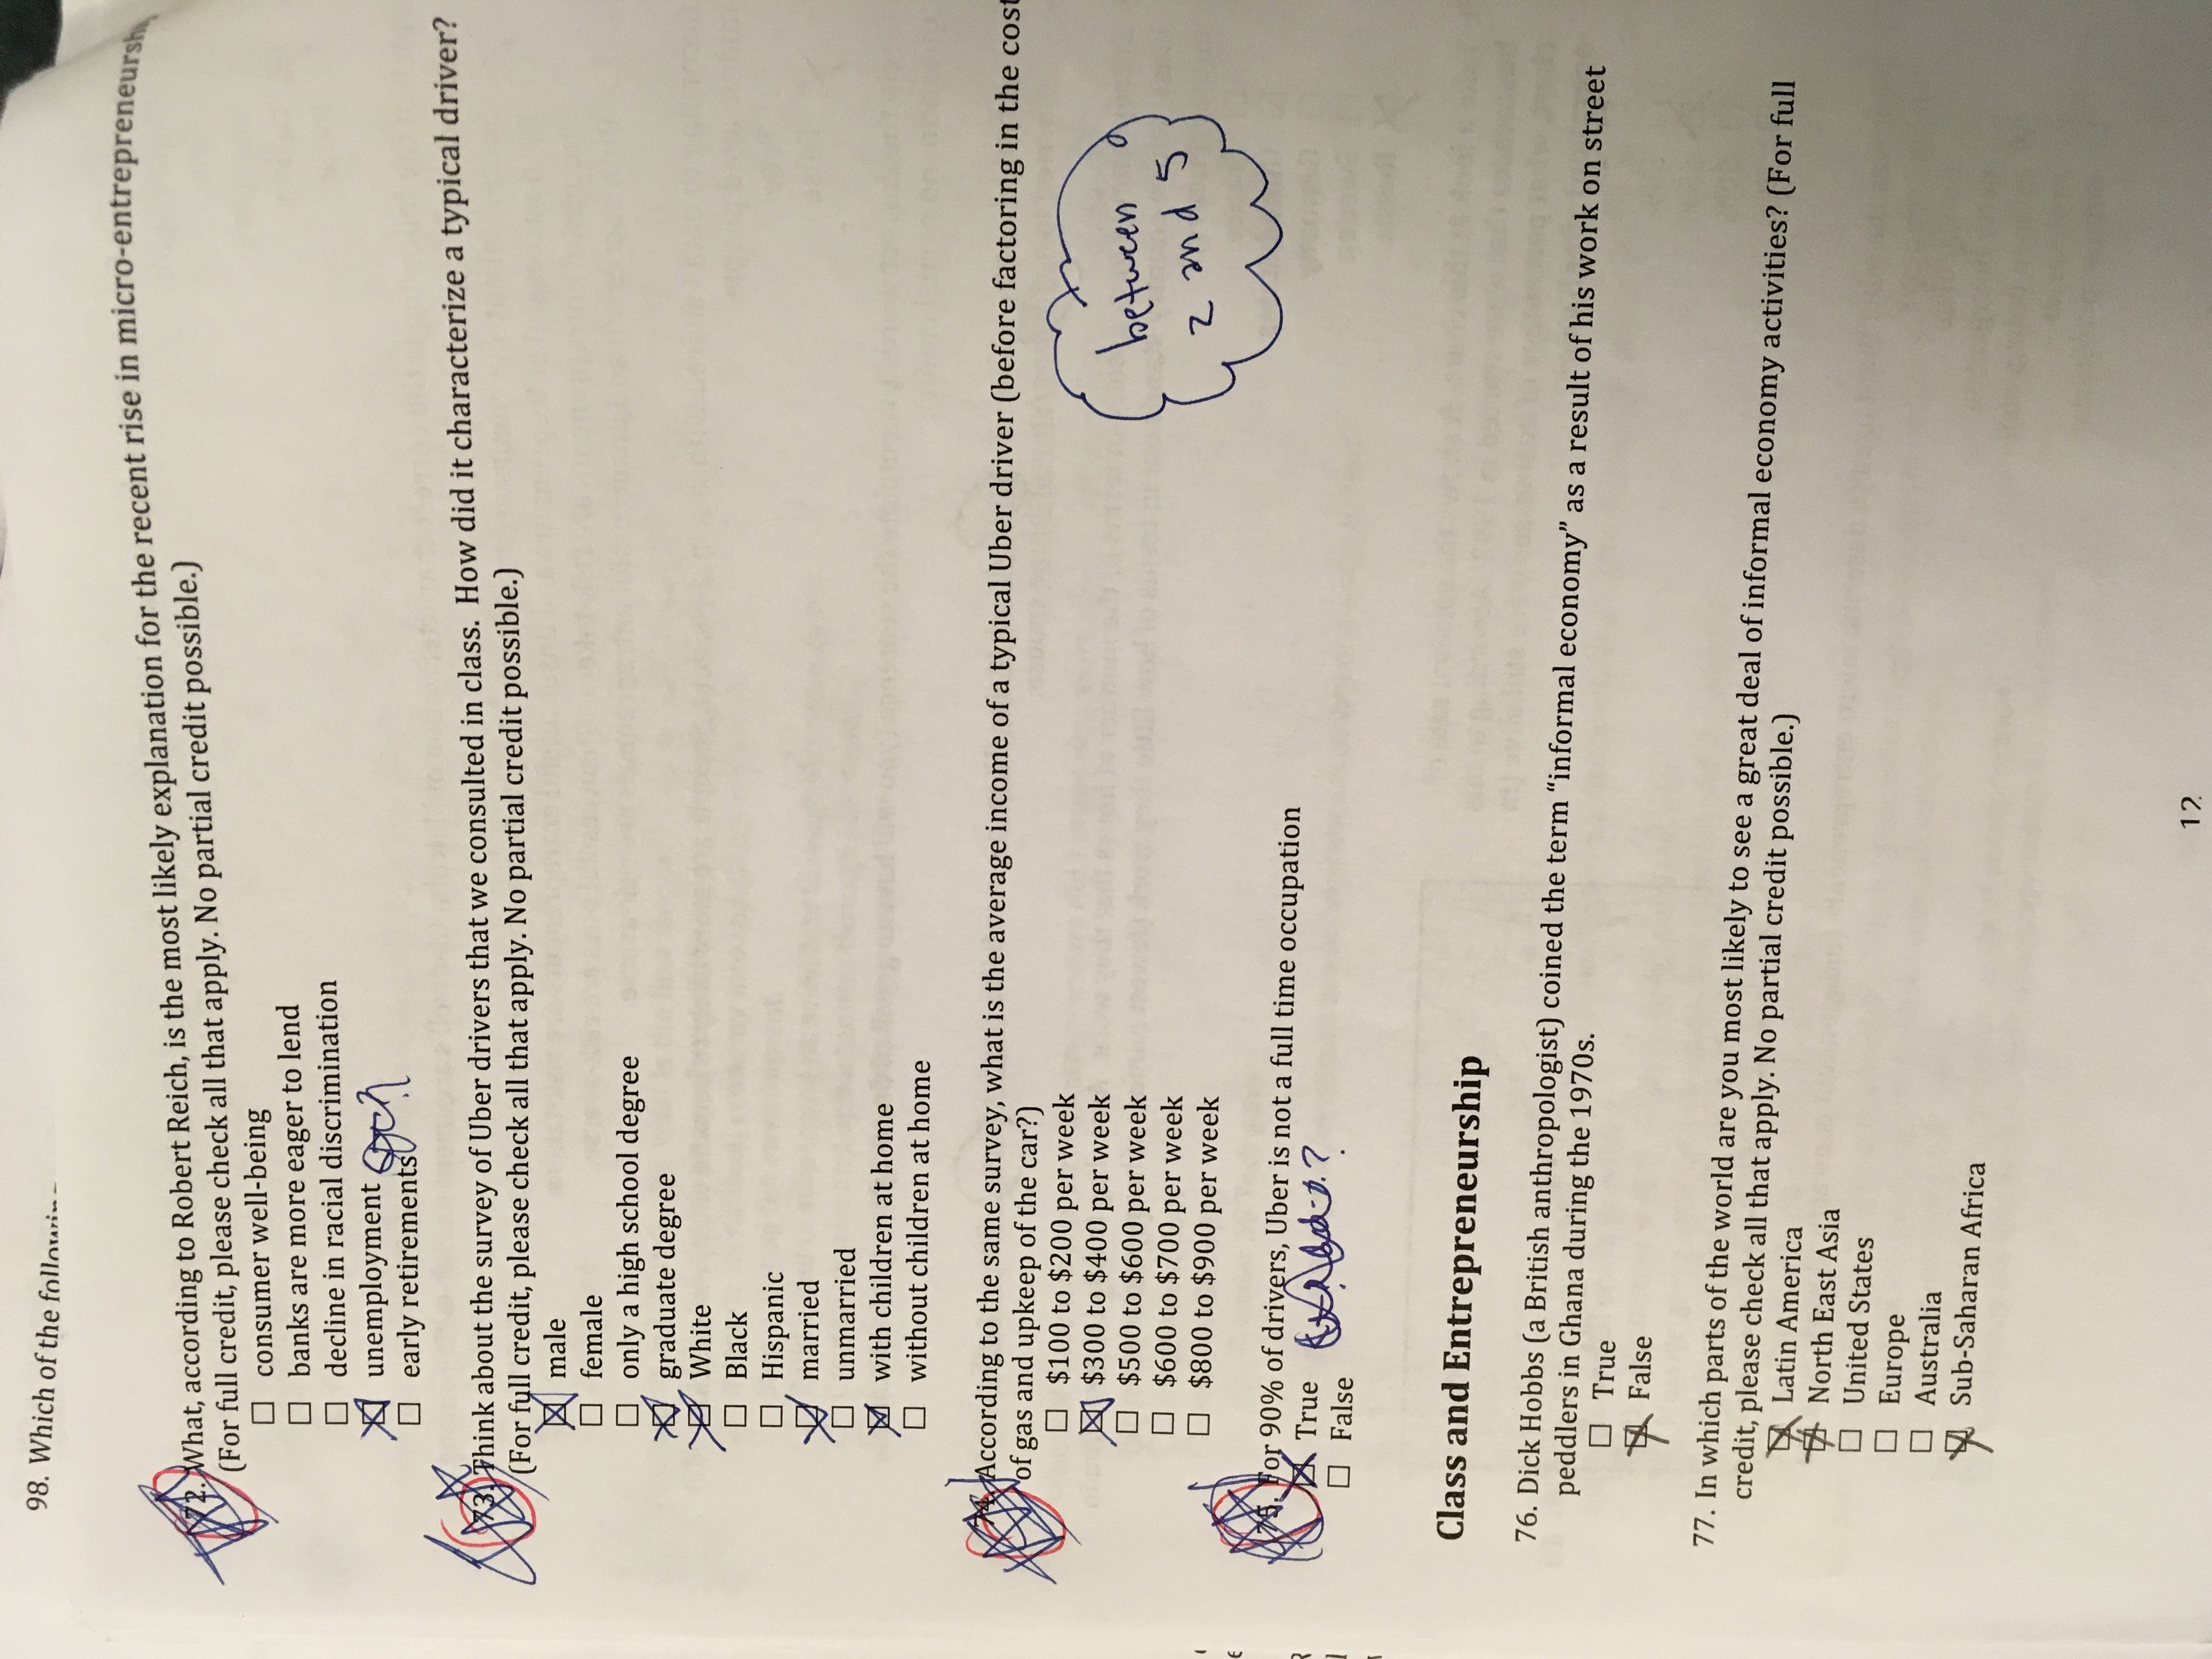 98. Which of the
72. What, according to Robert Reich, is the most likely explanation for the recent rise in
(For full credit, please check all that apply. No partial credit possible.)
☐ consumer well-being
☐ banks are more eager to lend
☐ decline in racial discrimination
☒ unemployment
☐ early retirements
73. Think about the survey of Uber drivers that we consulted in class. How did it characterize a typical driver?
(For full credit, please check all that apply. No partial credit possible.)
☒ male
☐ female
☐ only a high school degree
☒ graduate degree
☒ White
☐ Black
☐ Hispanic
☒ married
☐ unmarried
☒ with children at home
☐ without children at home
74. According to the same survey, what is the average income of a typical Uber driver (before factoring in the cost
of gas and upkeep of the car?)
☐ $100 to $200 per week
☒ $300 to $400 per week
☐ $500 to $600 per week
☐ $600 to $700 per week
☐ $800 to $900 per week
between
2 and 5
75. For 90% of drivers, Uber is not a full time occupation
☒ True
☐ False
Class and Entrepreneurship
76. Dick Hobbs (a British anthropologist) coined the term “informal economy” as a result of his work on street
peddlers in Ghana during the 1970s.
☐ True
☒ False
77. In which parts of the world are you most likely to see a great deal of informal economy activities? (For full
credit, please check all that apply. No partial credit possible.)
☒ Latin America
☒ North East Asia
☐ United States
☐ Europe
☐ Australia
☒ Sub-Saharan Africa
12